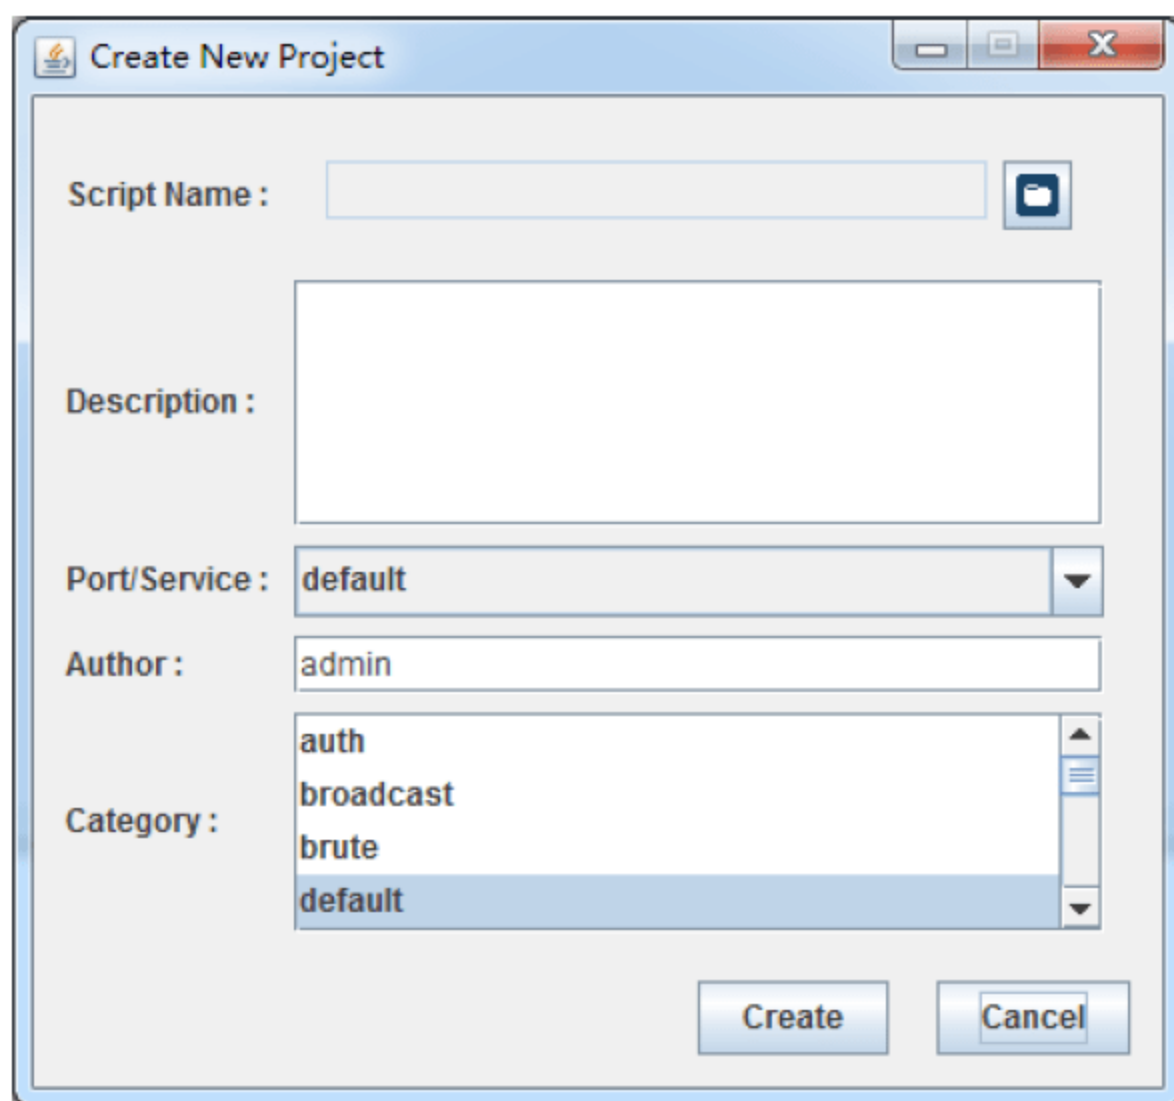 Create New Project
Script Name :
Description :
Port/Service : default
Author : admin
Category :
auth
broadcast
brute
default
Create Cancel